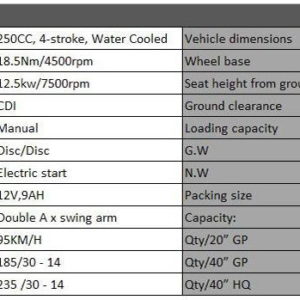 250CC, 4-stroke, Water Cooled Vehicle dimensions
18.5Nm/4500rpm Wheel base
12.5kw/7500rpm Seat height from grou
CDI Ground clearance
Manual Loading capacity
Disc/Disc G.W
Electric start N.W
12V,9AH Packing size
Double A x swing arm Capacity:
95KM/H Qty/20" GP
185/30 - 14 Qty/40" GP
235 /30 - 14 Qty/40" HQ